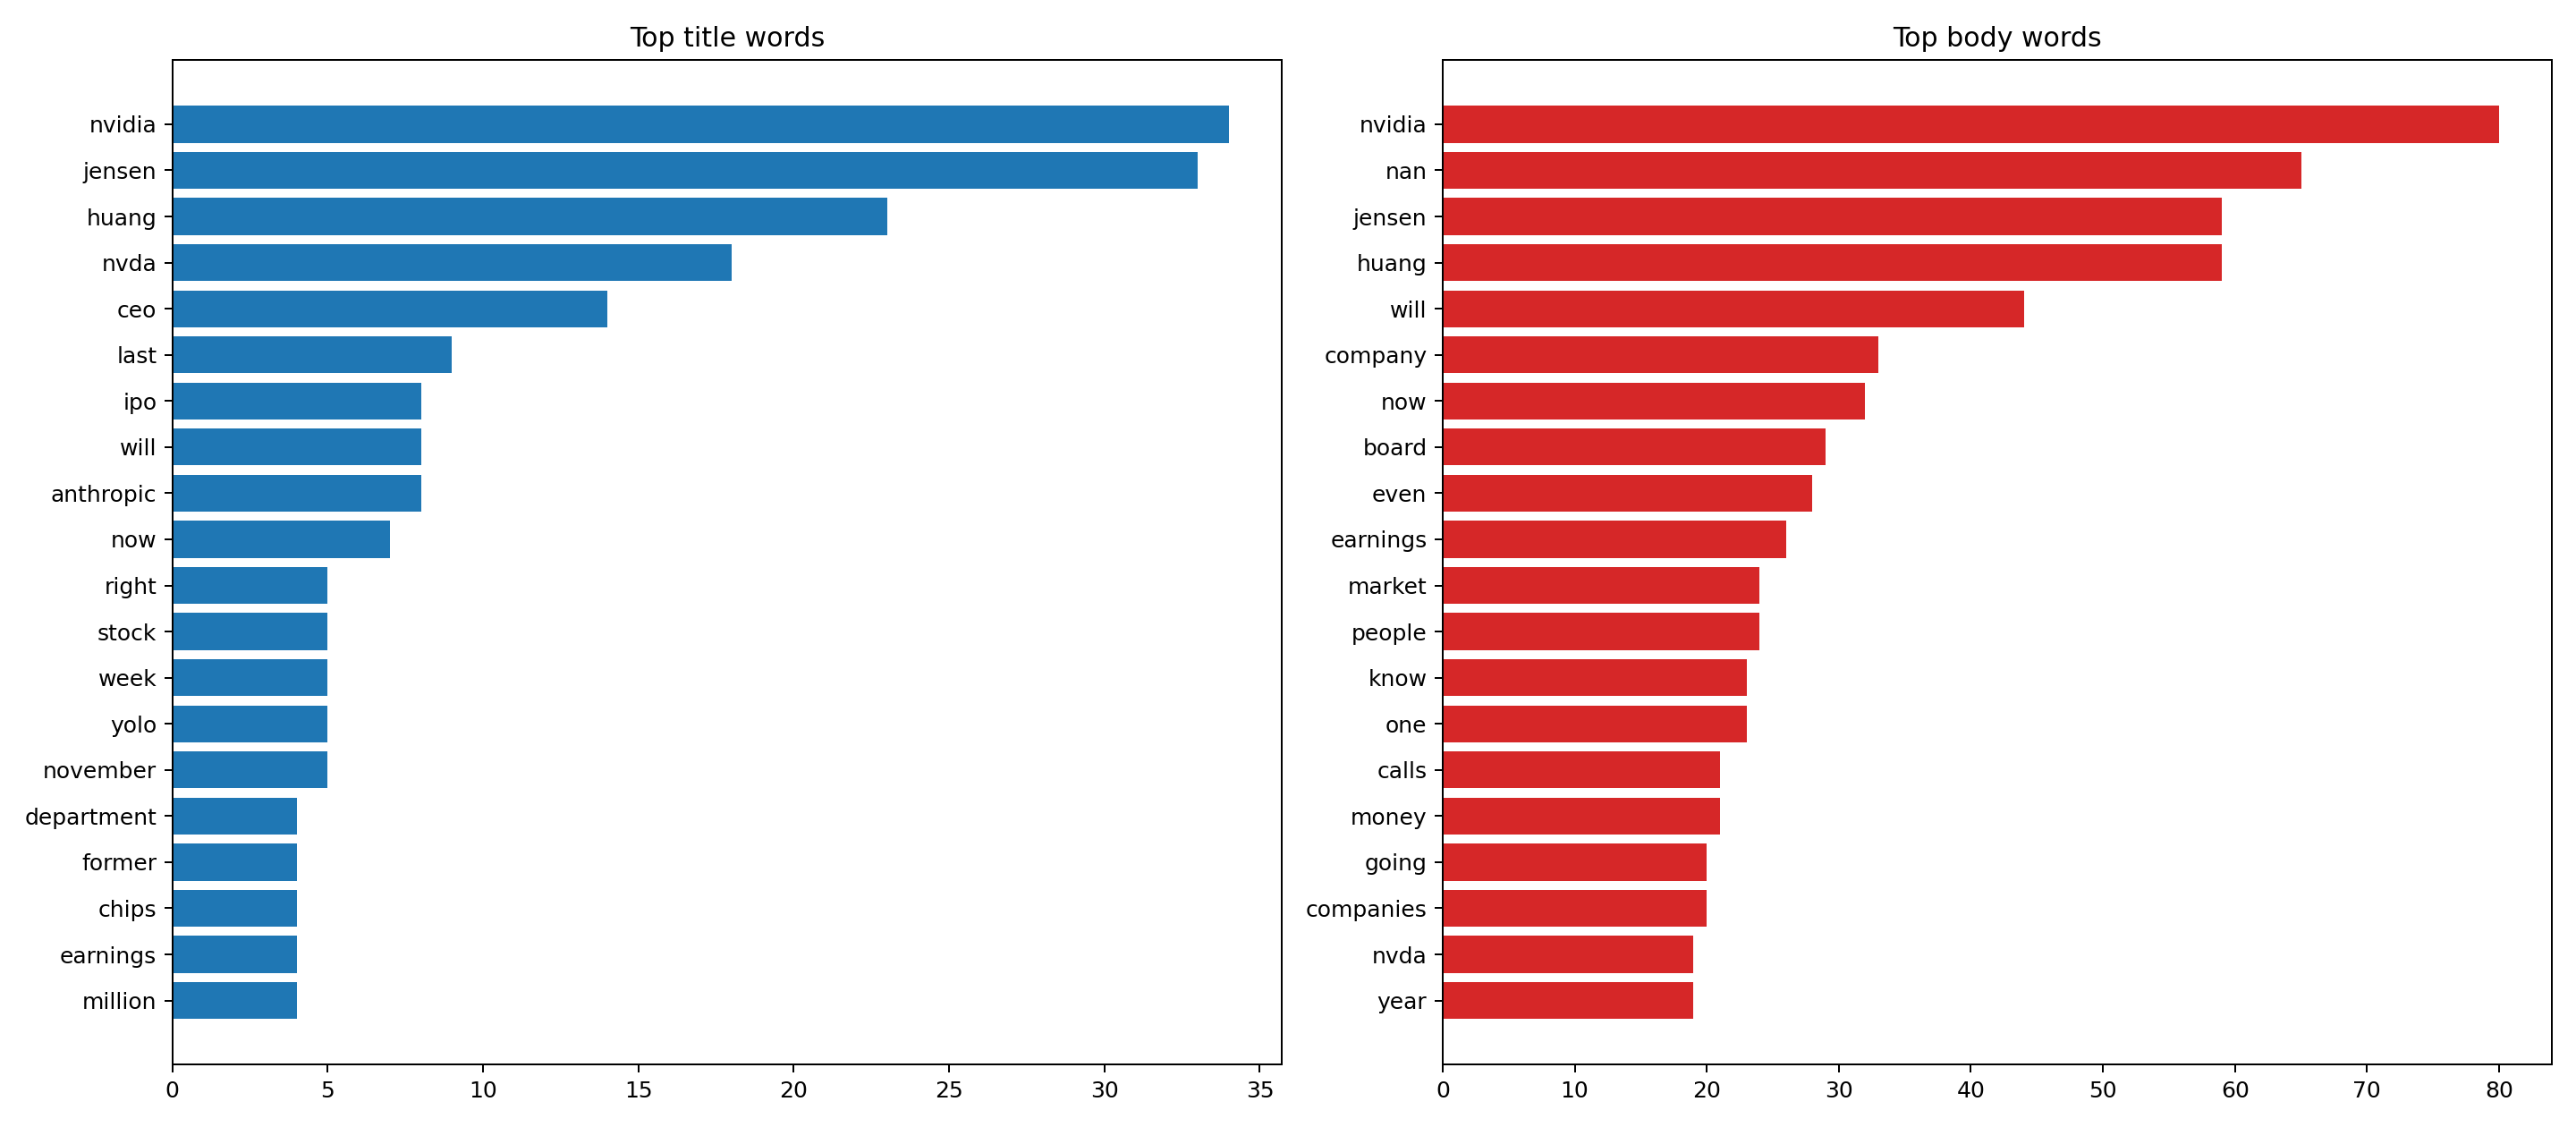 Top title words
nvidia
jensen
huang
nvda
ceo
last
ipo
will
anthropic
now
right
stock
week
yolo
november
department
former
chips
earnings
million
0 5 10 15 20 25 30 35
Top body words
nvidia
nan
jensen
huang
will
company
now
board
even
earnings
market
people
know
one
calls
money
going
companies
nvda
year
0 10 20 30 40 50 60 70 80